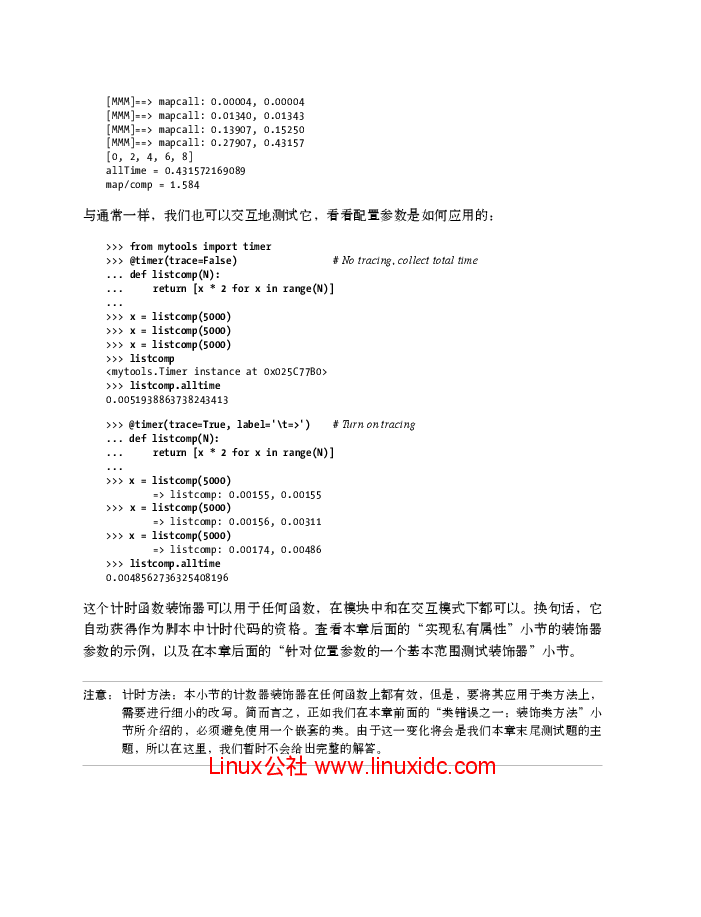 [MMM]==> mapcall: 0.00004, 0.00004
[MMM]==> mapcall: 0.01340, 0.01343
[MMM]==> mapcall: 0.13907, 0.15250
[MMM]==> mapcall: 0.27907, 0.43157
[0, 2, 4, 6, 8]
allTime = 0.431572169089
map/comp = 1.584
与通常一样，我们也可以交互地测试它，看看配置参数是如何应用的：
>>> from mytools import timer
>>> @timer(trace=False) # No tracing, collect total time
... def listcomp(N):
...     return [x * 2 for x in range(N)]
...
>>> x = listcomp(5000)
>>> x = listcomp(5000)
>>> x = listcomp(5000)
>>> listcomp
<mytools.Timer instance at 0x025C77B0>
>>> listcomp.alltime
0.0051938863738243413
>>> @timer(trace=True, label='\t=>') # Turn on tracing
... def listcomp(N):
...     return [x * 2 for x in range(N)]
...
>>> x = listcomp(5000)
        => listcomp: 0.00155, 0.00155
>>> x = listcomp(5000)
        => listcomp: 0.00156, 0.00311
>>> x = listcomp(5000)
        => listcomp: 0.00174, 0.00486
>>> listcomp.alltime
0.0048562736325408196
这个计时函数装饰器可以用于任何函数，在模块中和在交互模式下都可以。换句话，它
自动获得作为脚本中计时代码的资格。查看本章后面的“实现私有属性”小节的装饰器
参数的示例，以及在本章后面的“针对位置参数的一个基本范围测试装饰器”小节。
注意： 计时方法：本小节的计数器装饰器在任何函数上都有效，但是，要将其应用于类方法上，
需要进行细小的改写。简而言之，正如我们在本章前面的“类错误之一：装饰类方法”小
节所介绍的，必须避免使用一个嵌套的类。由于这一变化将会是我们本章末尾测试题的主
题，所以在这里，我们暂时不会给出完整的解答。
Linux公社 www.linuxidc.com